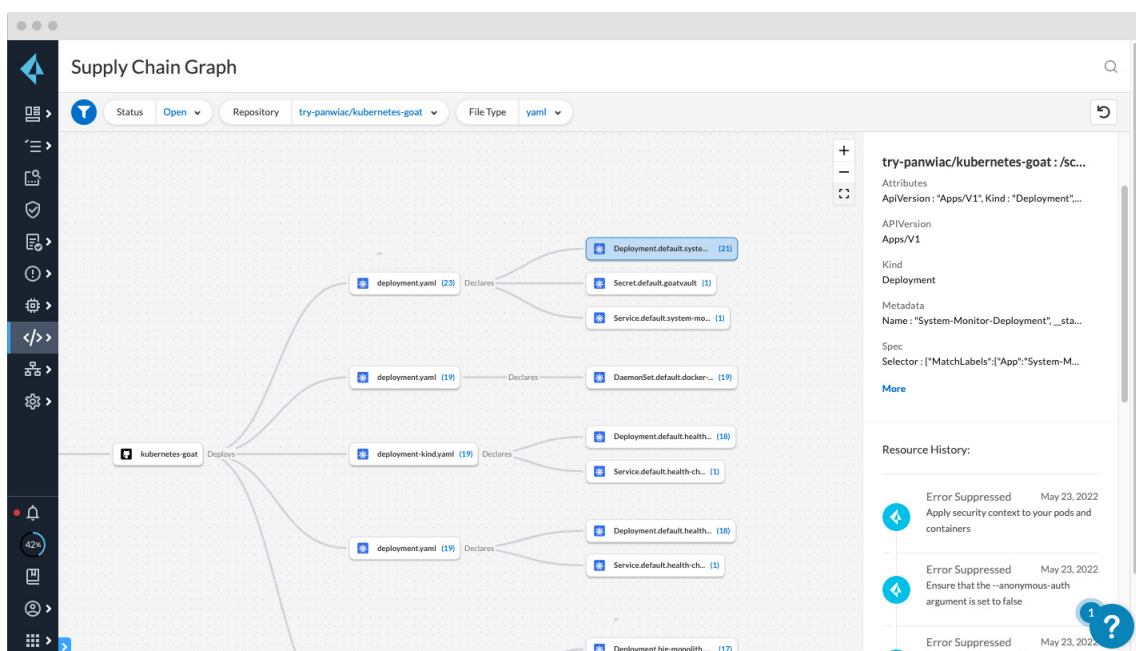 Supply Chain Graph
Status Open Repository try-panwiac/kubernetes-goat File Type yaml
try-panwiac/kubernetes-goat : /sc...
Attributes
ApiVersion : "Apps/V1", Kind : "Deployment",...
APIVersion
Apps/V1
Kind
Deployment
Metadata
Name : "System-Monitor-Deployment", __sta...
Spec
Selector : {"MatchLabels":{"App":"System-M...
More
Deployment.default.syste... (21)
deployment.yaml (23) Declares Secret.default.goatvault (1)
Service.default.system-mo... (1)
deployment.yaml (19) Declares DaemonSet.default.docker-... (19)
Deployment.default.health... (18)
kubernetes-goat Deploys deployment-kind.yaml (19) Declares
Service.default.health-ch... (1)
Deployment.default.health... (18)
deployment.yaml (19) Declares
Service.default.health-ch... (1)
Deployment.big-monolith... (17)
Resource History:
Error Suppressed May 23, 2022
Apply security context to your pods and
containers
Error Suppressed May 23, 2022
Ensure that the --anonymous-auth
argument is set to false
Error Suppressed May 23, 2022
42%
1
?